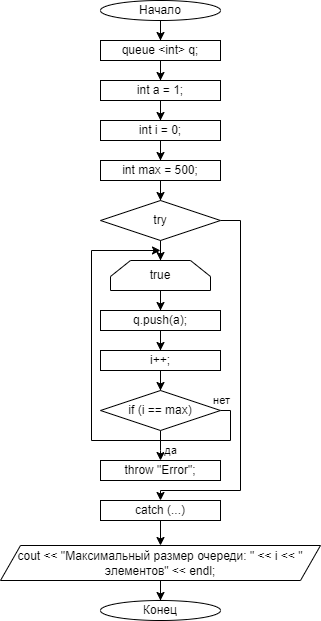 Начало
queue <int> q;
int a = 1;
int i = 0;
int max = 500;
try
true
q.push(a);
i++;
if (i == max)
нет
да
throw "Error";
catch (...)
cout << "Максимальный размер очереди: " << i << "
элементов" << endl;
Конец